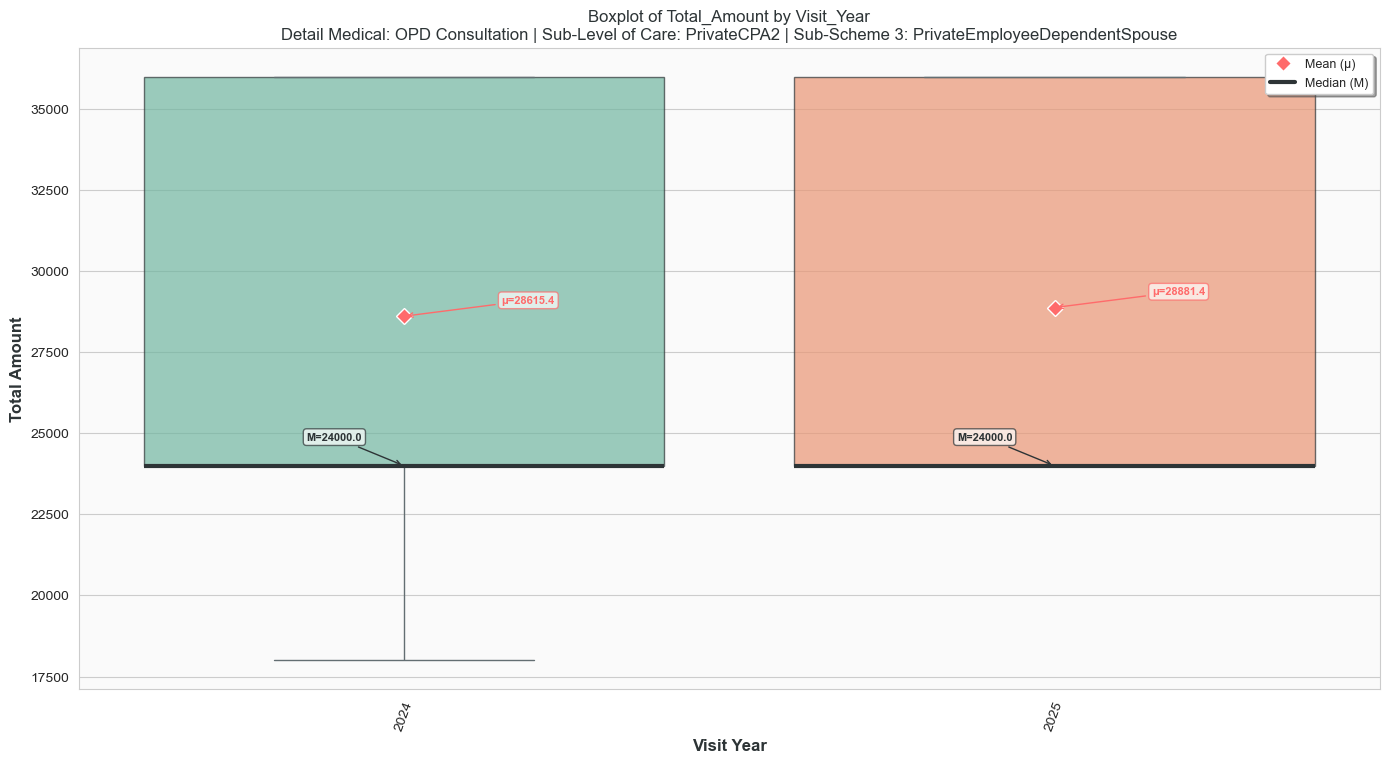 Boxplot of Total_Amount by Visit_Year
Detail Medical: OPD Consultation | Sub-Level of Care: PrivateCPA2 | Sub-Scheme 3: PrivateEmployeeDependentSpouse
Mean (μ)
Median (M)
35000
32500
30000
27500
25000
22500
20000
17500
Total Amount
μ=28615.4
μ=28881.4
M=24000.0
M=24000.0
2024
2025
Visit Year